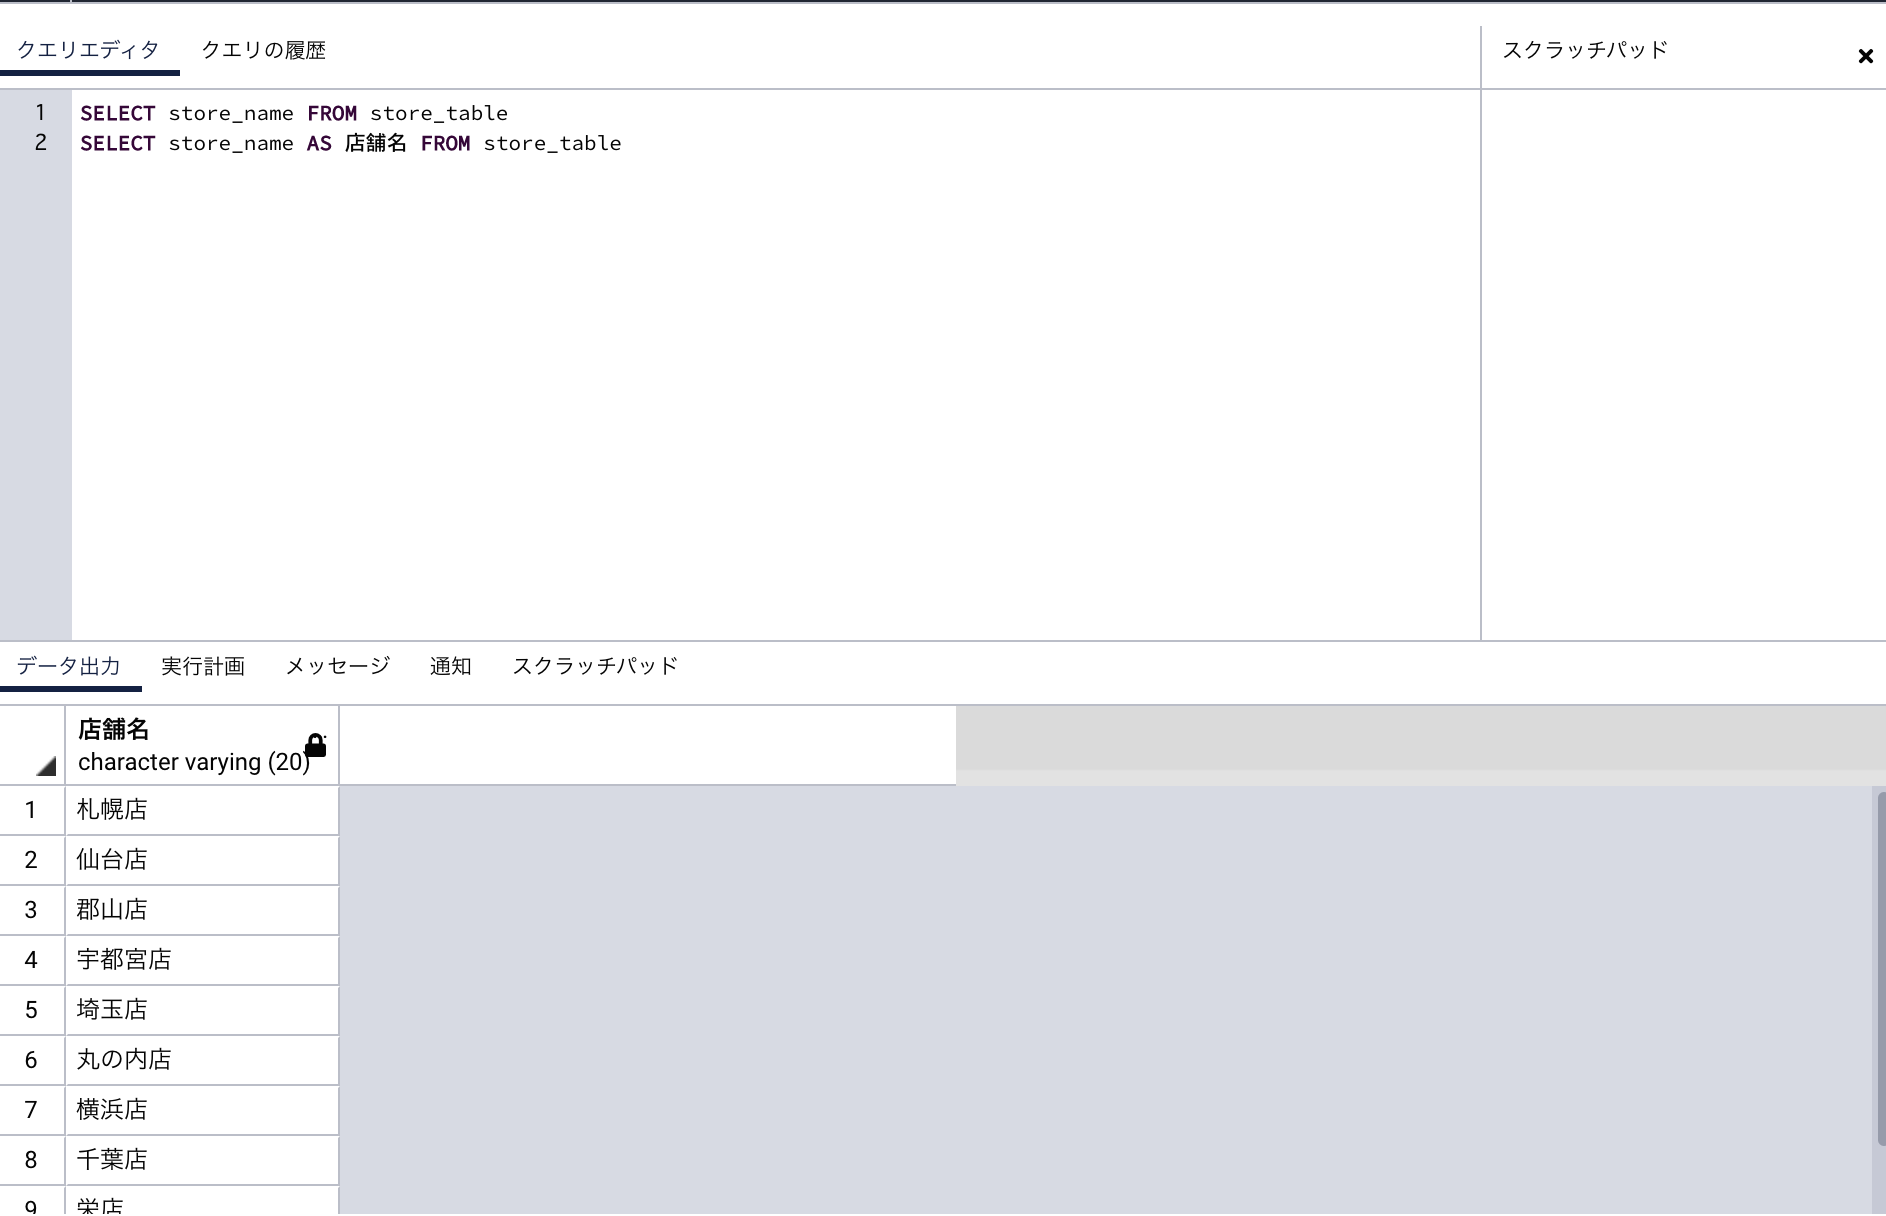 クエリエディタ クエリの履歴 スクラッチパッド
1 SELECT store_name FROM store_table
2 SELECT store_name AS 店舗名 FROM store_table
データ出力 実行計画 メッセージ 通知 スクラッチパッド
店舗名
character varying (20)
1 札幌店
2 仙台店
3 郡山店
4 宇都宮店
5 埼玉店
6 丸の内店
7 横浜店
8 千葉店
9 栄店